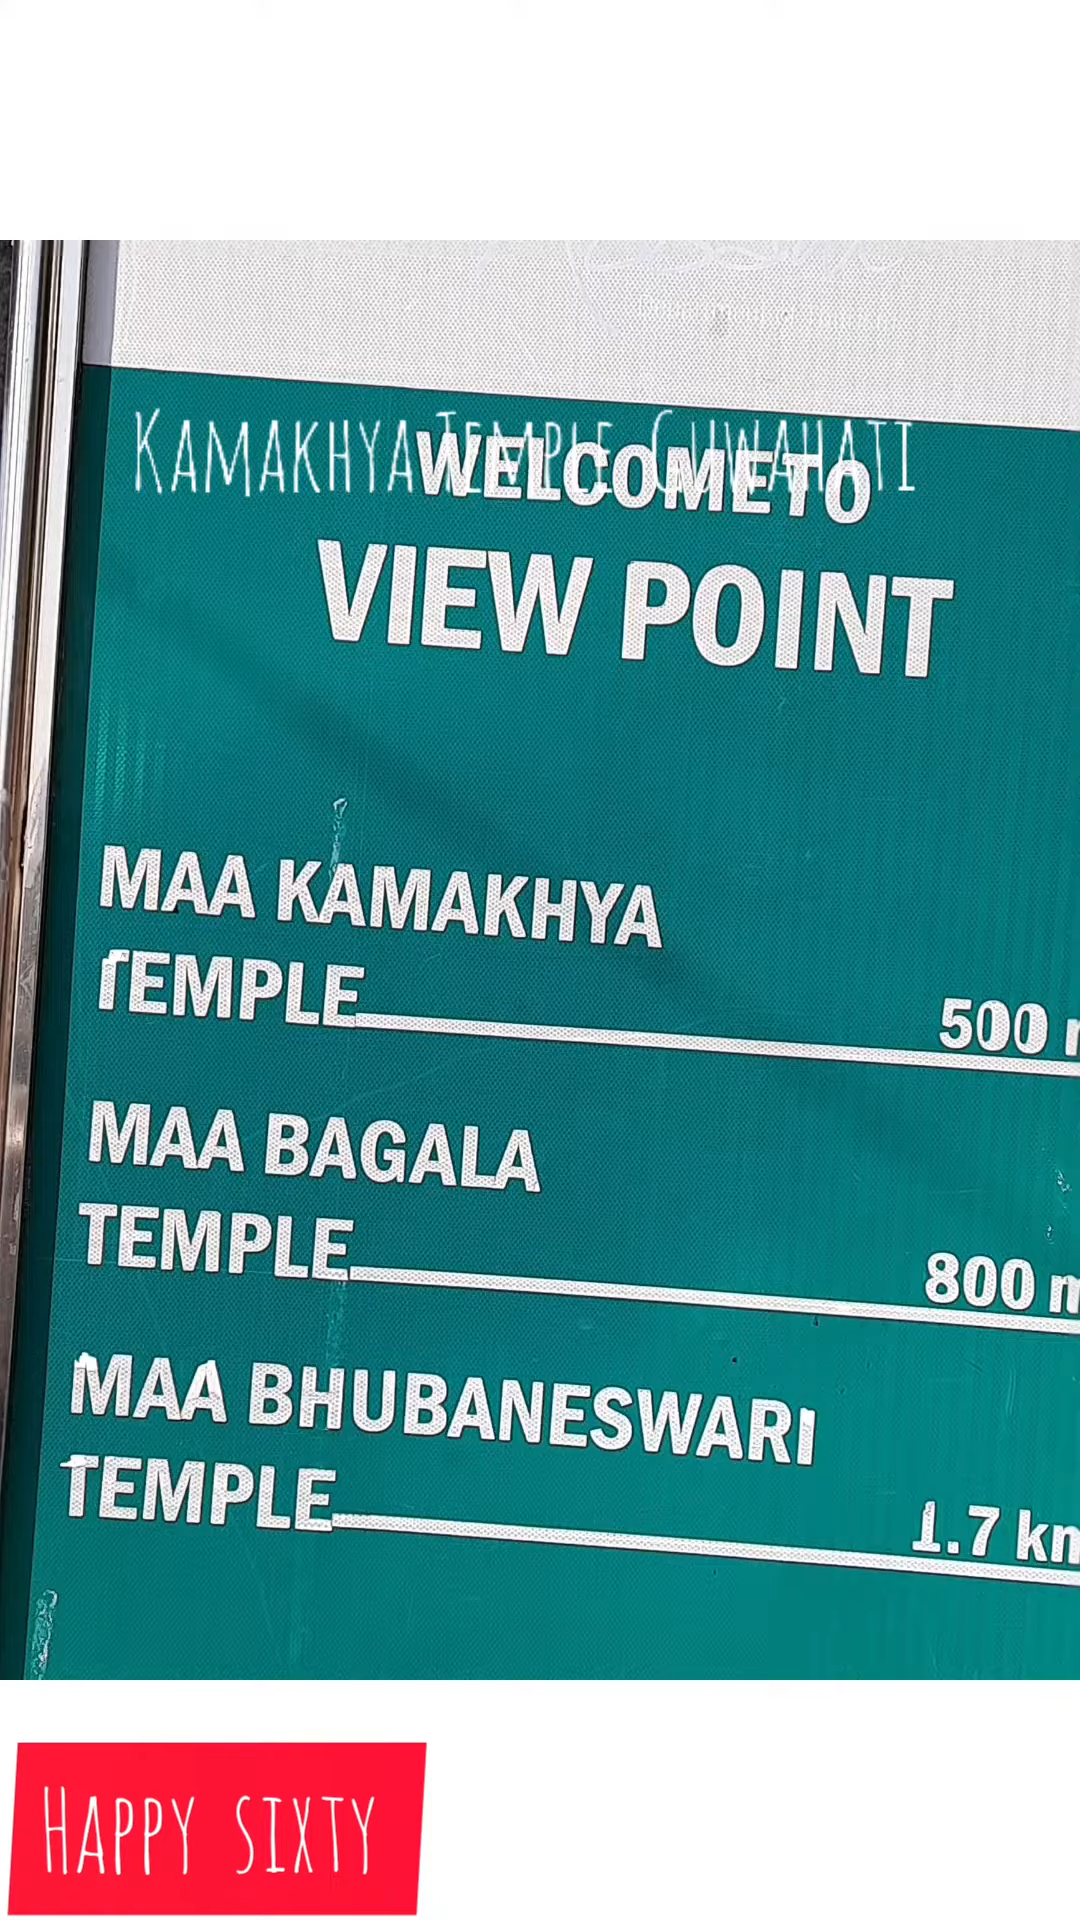 KAMAKHYA TEMPLE GUWAHATI
WELCOME TO
VIEW POINT
MAA KAMAKHYA
TEMPLE 500 m
MAA BAGALA
TEMPLE 800 m
MAA BHUBANESWARI
TEMPLE 1.7 km
HAPPY SIXTY